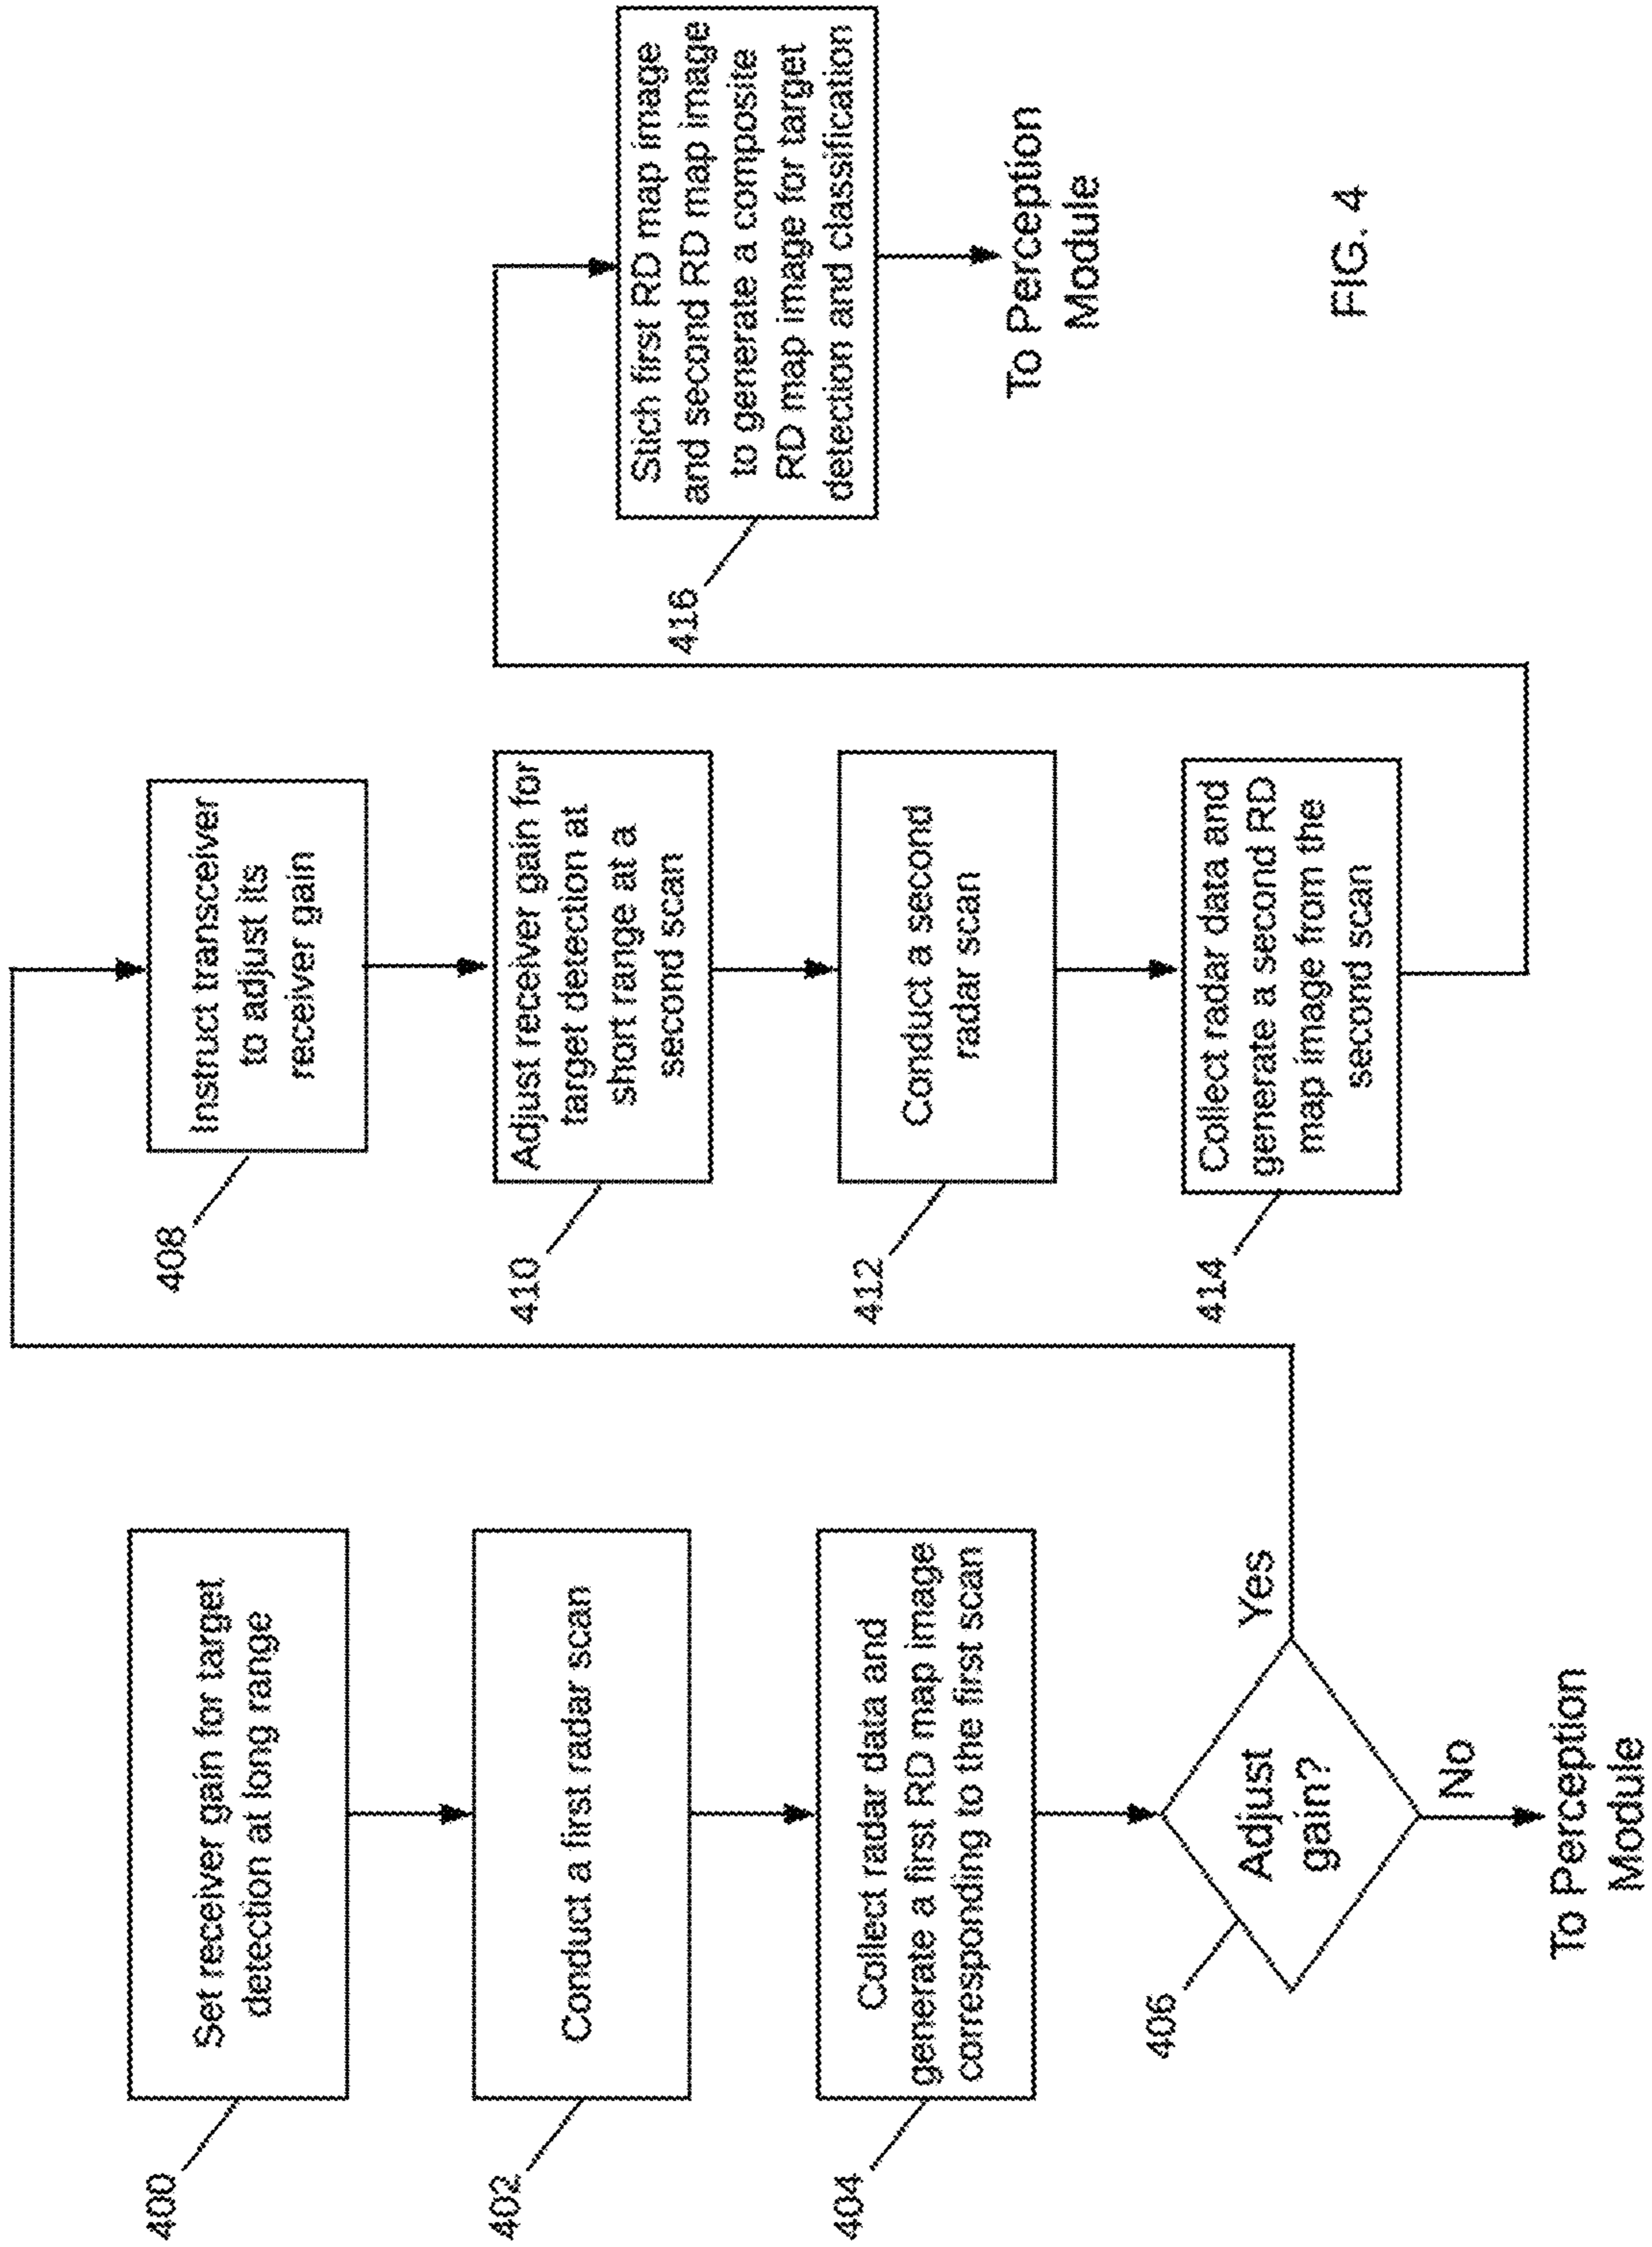 400
Set receiver gain for target
detection at long range
402
Conduct a first radar scan
404
Collect radar data and
generate a first RD map image
corresponding to the first scan
406
Adjust
gain?
Yes
No
To Perception
Module
408
Instruct transceiver
to adjust its
receiver gain
410
Adjust receiver gain for
target detection at
short range at a
second scan
412
Conduct a second
radar scan
414
Collect radar data and
generate a second RD
map image from the
second scan
416
Stich first RD map image
and second RD map image
to generate a composite
RD map image for target
detection and classification
To Perception
Module
FIG. 4